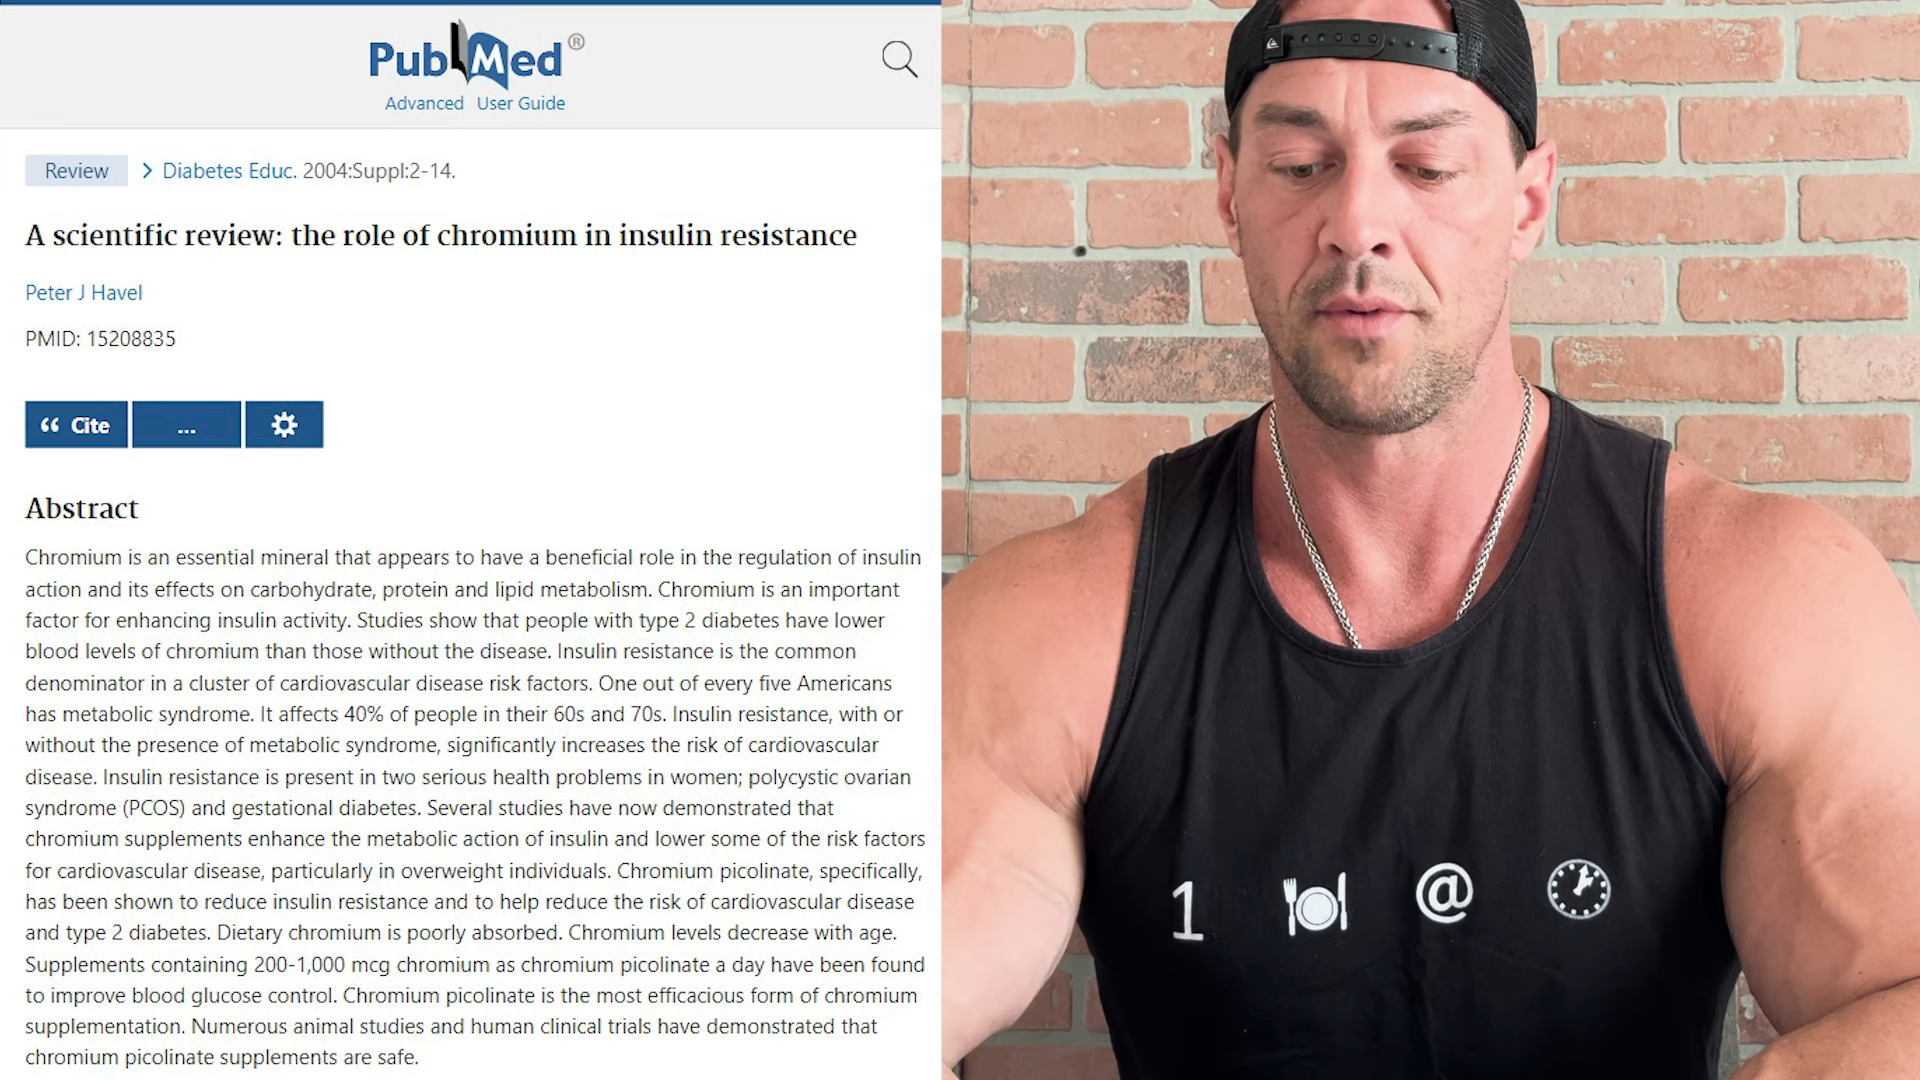 PubMed®
Advanced User Guide
Review
Diabetes Educ. 2004:Suppl:2-14.
A scientific review: the role of chromium in insulin resistance
Peter J Havel
PMID: 15208835
Cite
...
Abstract
Chromium is an essential mineral that appears to have a beneficial role in the regulation of insulin
action and its effects on carbohydrate, protein and lipid metabolism. Chromium is an important
factor for enhancing insulin activity. Studies show that people with type 2 diabetes have lower
blood levels of chromium than those without the disease. Insulin resistance is the common
denominator in a cluster of cardiovascular disease risk factors. One out of every five Americans
has metabolic syndrome. It affects 40% of people in their 60s and 70s. Insulin resistance, with or
without the presence of metabolic syndrome, significantly increases the risk of cardiovascular
disease. Insulin resistance is present in two serious health problems in women; polycystic ovarian
syndrome (PCOS) and gestational diabetes. Several studies have now demonstrated that
chromium supplements enhance the metabolic action of insulin and lower some of the risk factors
for cardiovascular disease, particularly in overweight individuals. Chromium picolinate, specifically,
has been shown to reduce insulin resistance and to help reduce the risk of cardiovascular disease
and type 2 diabetes. Dietary chromium is poorly absorbed. Chromium levels decrease with age.
Supplements containing 200-1,000 mcg chromium as chromium picolinate a day have been found
to improve blood glucose control. Chromium picolinate is the most efficacious form of chromium
supplementation. Numerous animal studies and human clinical trials have demonstrated that
chromium picolinate supplements are safe.
1 @